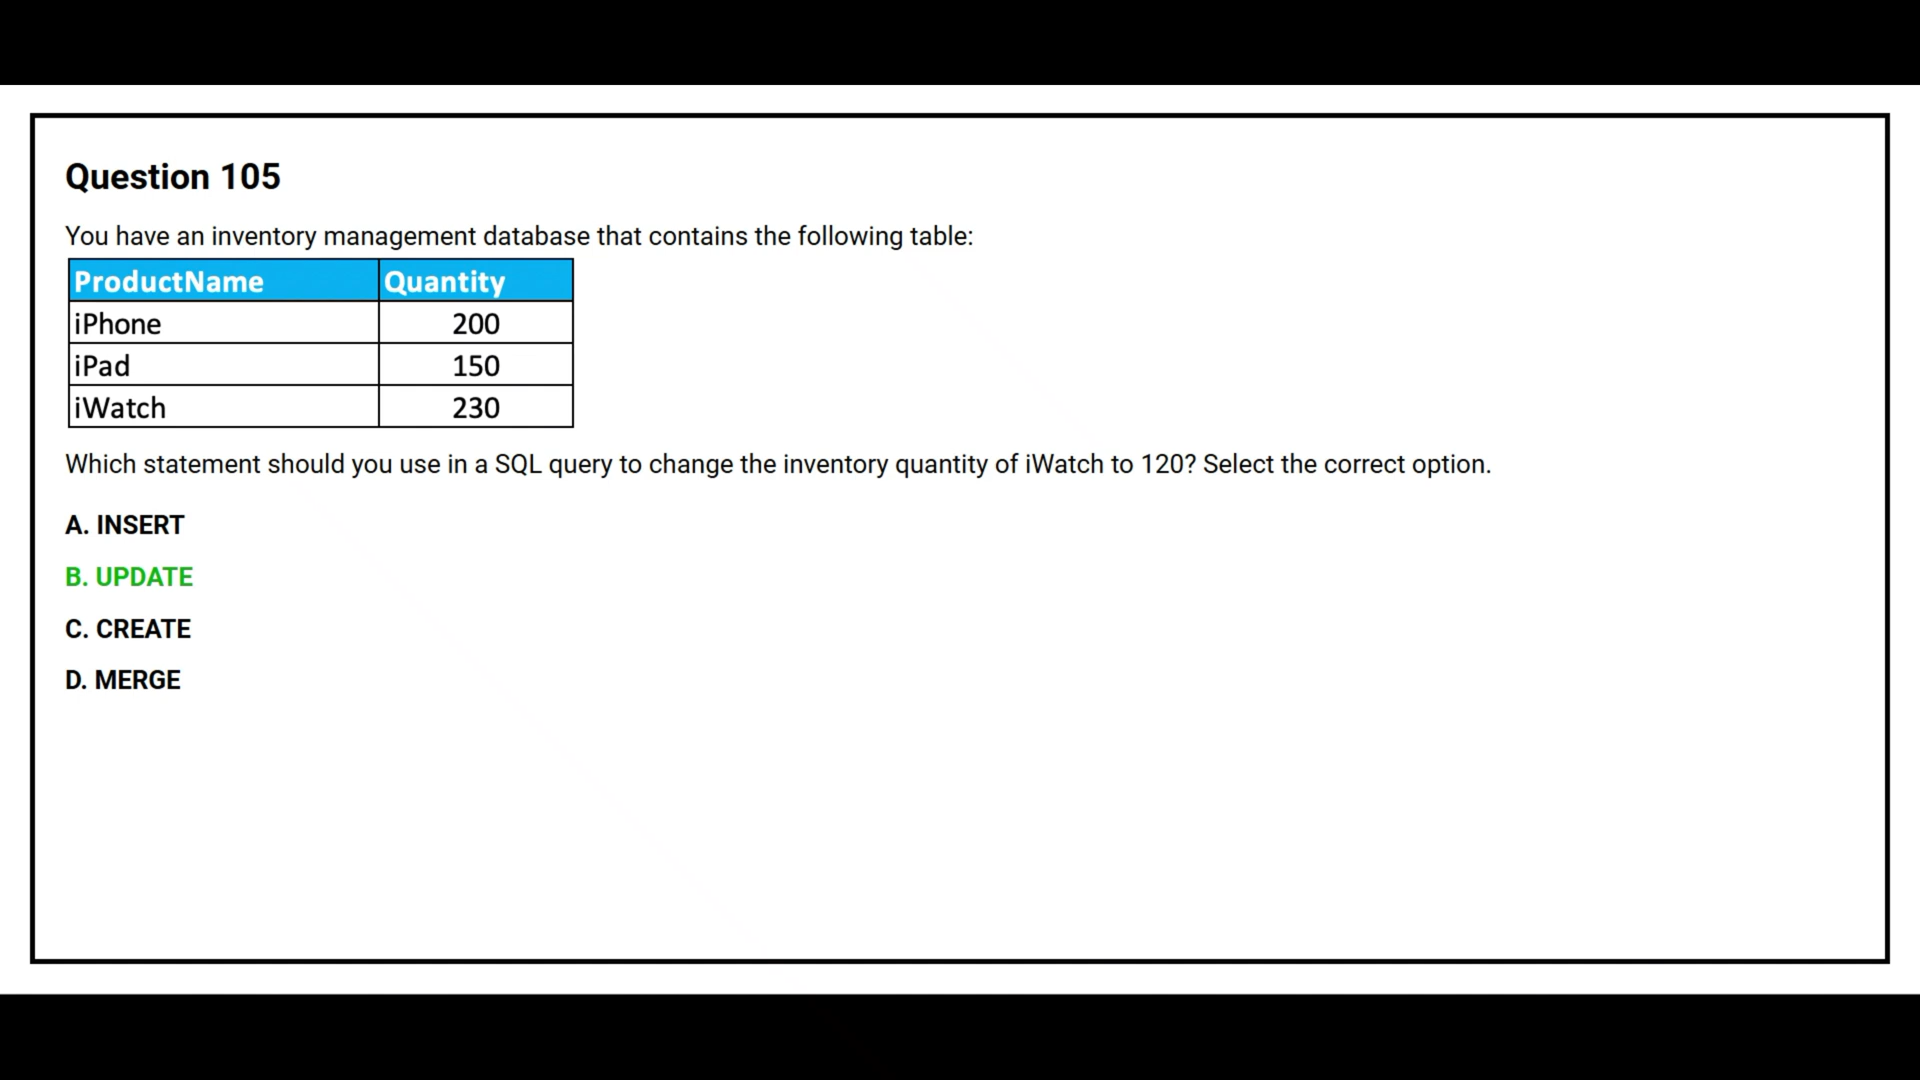 Question 105
You have an inventory management database that contains the following table:
ProductName Quantity
iPhone 200
iPad 150
iWatch 230
Which statement should you use in a SQL query to change the inventory quantity of iWatch to 120? Select the correct option.
A. INSERT
B. UPDATE
C. CREATE
D. MERGE